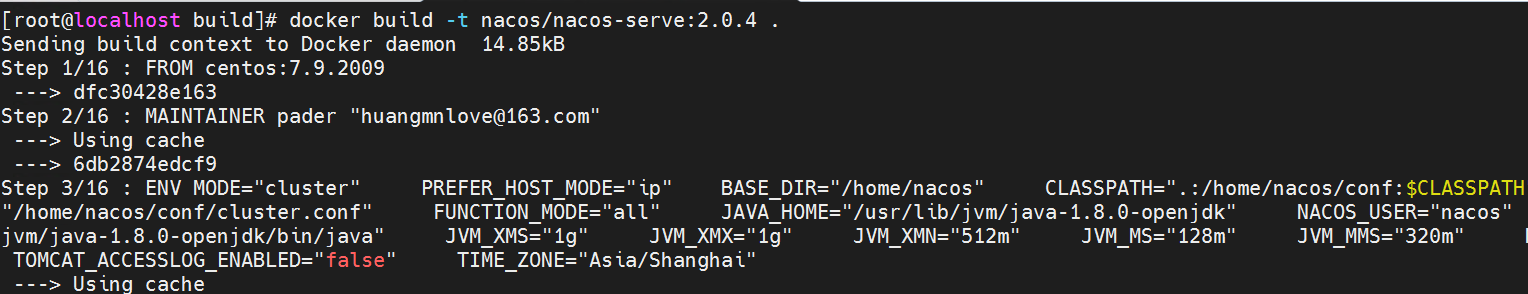 [root@localhost build]# docker build -t nacos/nacos-serve:2.0.4 .
Sending build context to Docker daemon  14.85kB
Step 1/16 : FROM centos:7.9.2009
 ---> dfc30428e163
Step 2/16 : MAINTAINER pader "huangmnlove@163.com"
 ---> Using cache
 ---> 6db2874edcf9
Step 3/16 : ENV MODE="cluster"     PREFER_HOST_MODE="ip"    BASE_DIR="/home/nacos"     CLASSPATH=".:/home/nacos/conf:$CLASSPATH
"/home/nacos/conf/cluster.conf"     FUNCTION_MODE="all"     JAVA_HOME="/usr/lib/jvm/java-1.8.0-openjdk"     NACOS_USER="nacos"
jvm/java-1.8.0-openjdk/bin/java"     JVM_XMS="1g"     JVM_XMX="1g"     JVM_XMN="512m"     JVM_MS="128m"     JVM_MMS="320m"
 TOMCAT_ACCESSLOG_ENABLED="false"     TIME_ZONE="Asia/Shanghai"
 ---> Using cache